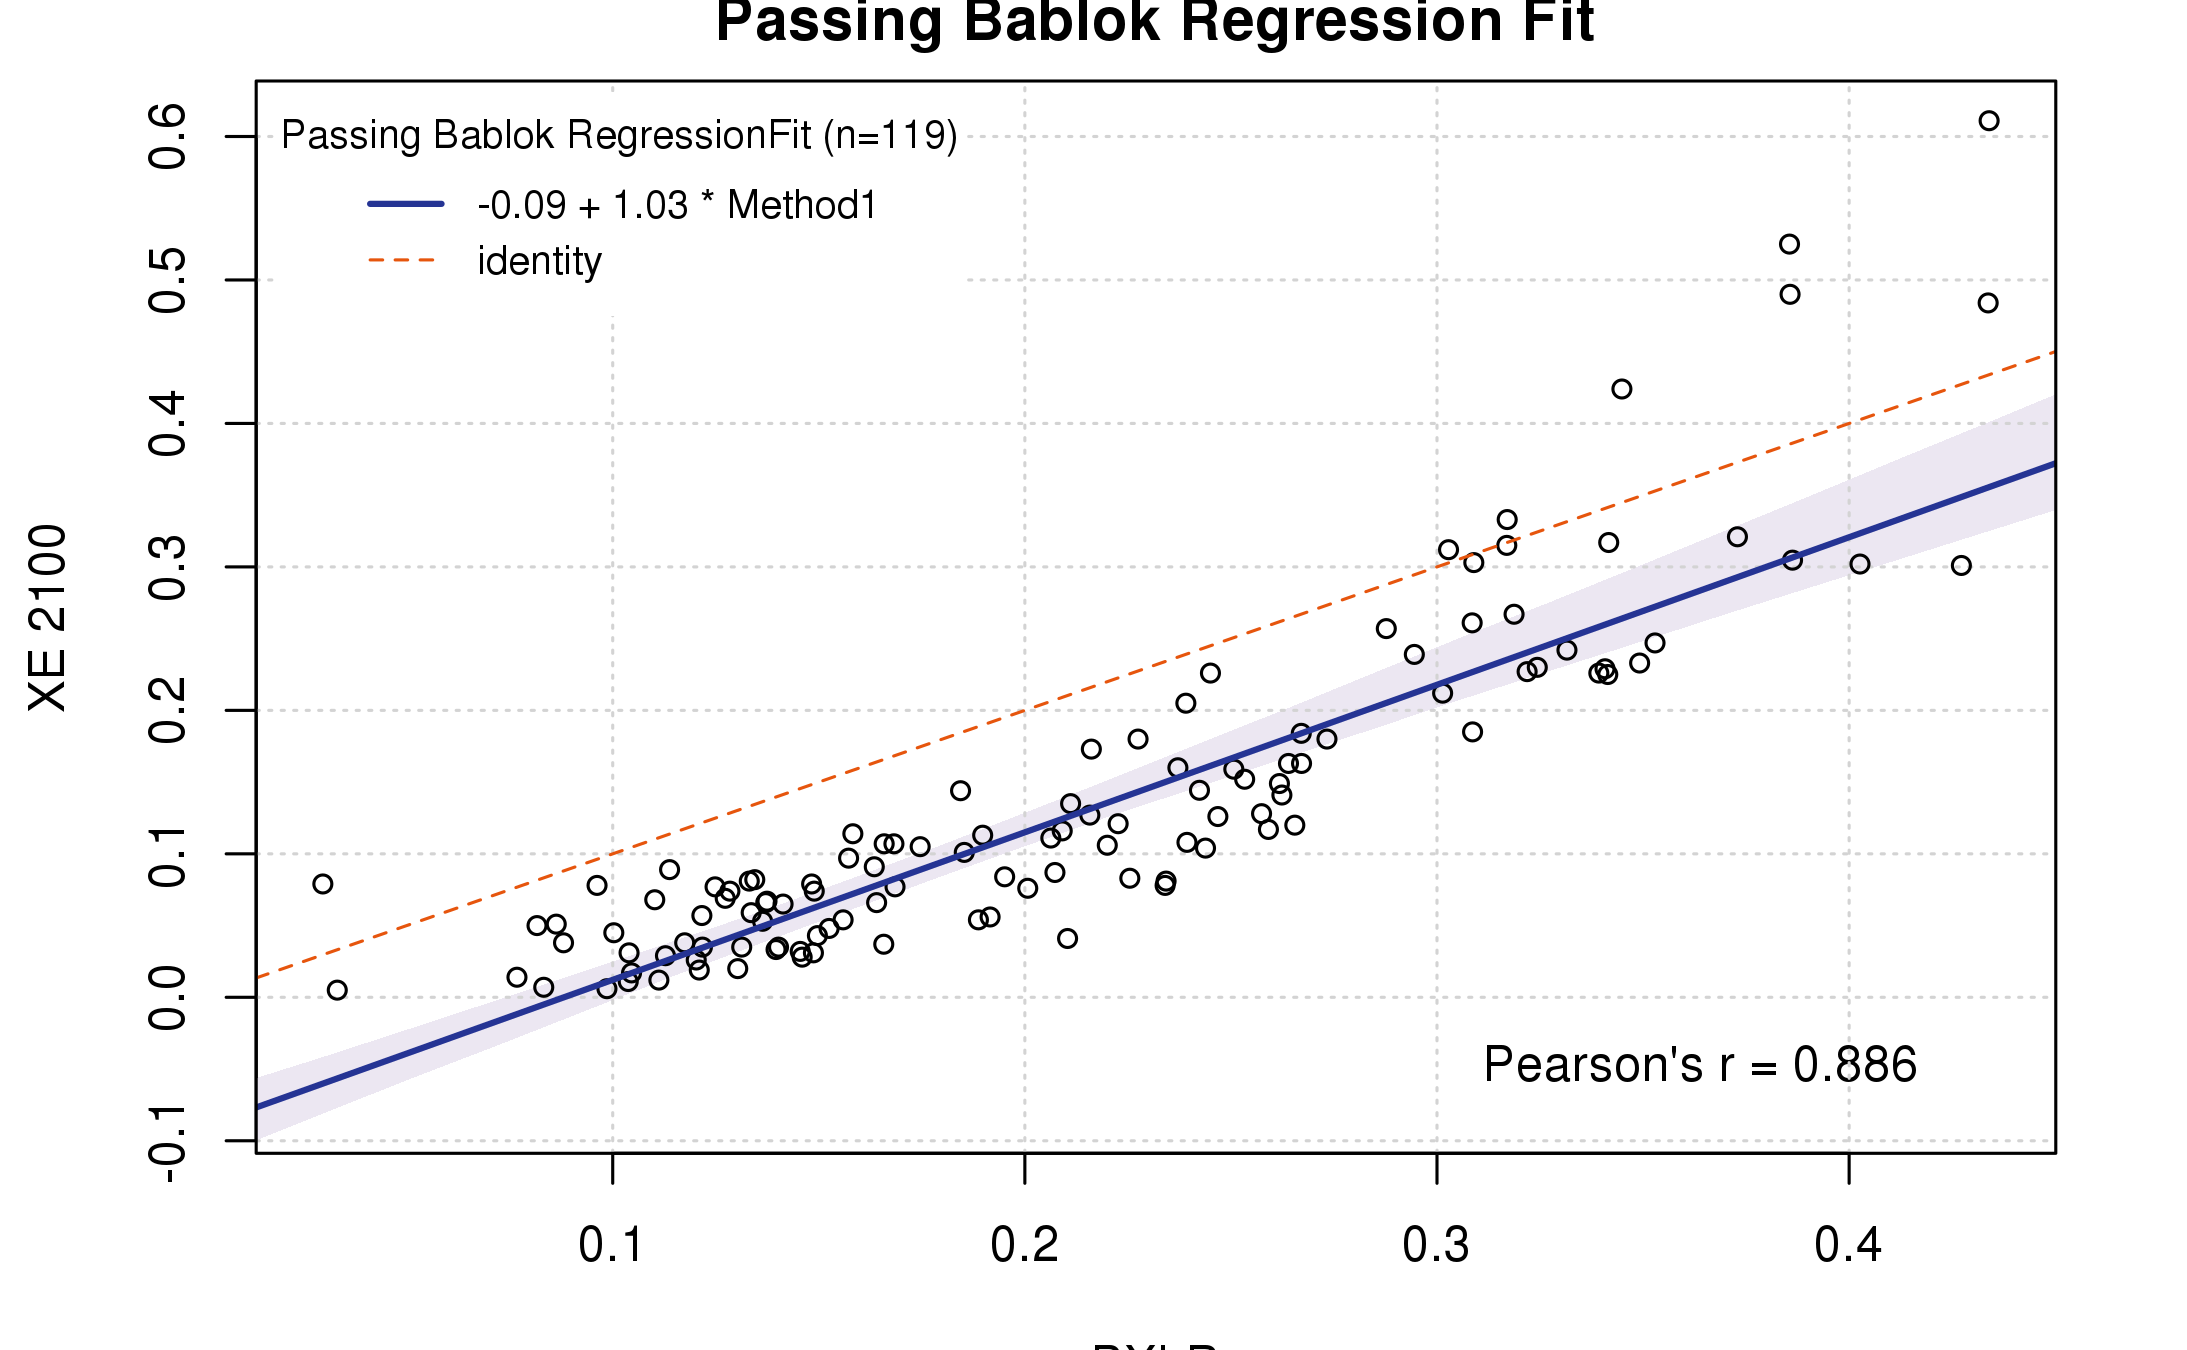 Passing Bablok Regression Fit
Passing Bablok RegressionFit (n=119)
-0.09 + 1.03 * Method1
identity
0.6
0.5
0.4
0.3
0.2
0.1
0.0
-0.1
XE 2100
Pearson's r = 0.886
0.1 0.2 0.3 0.4